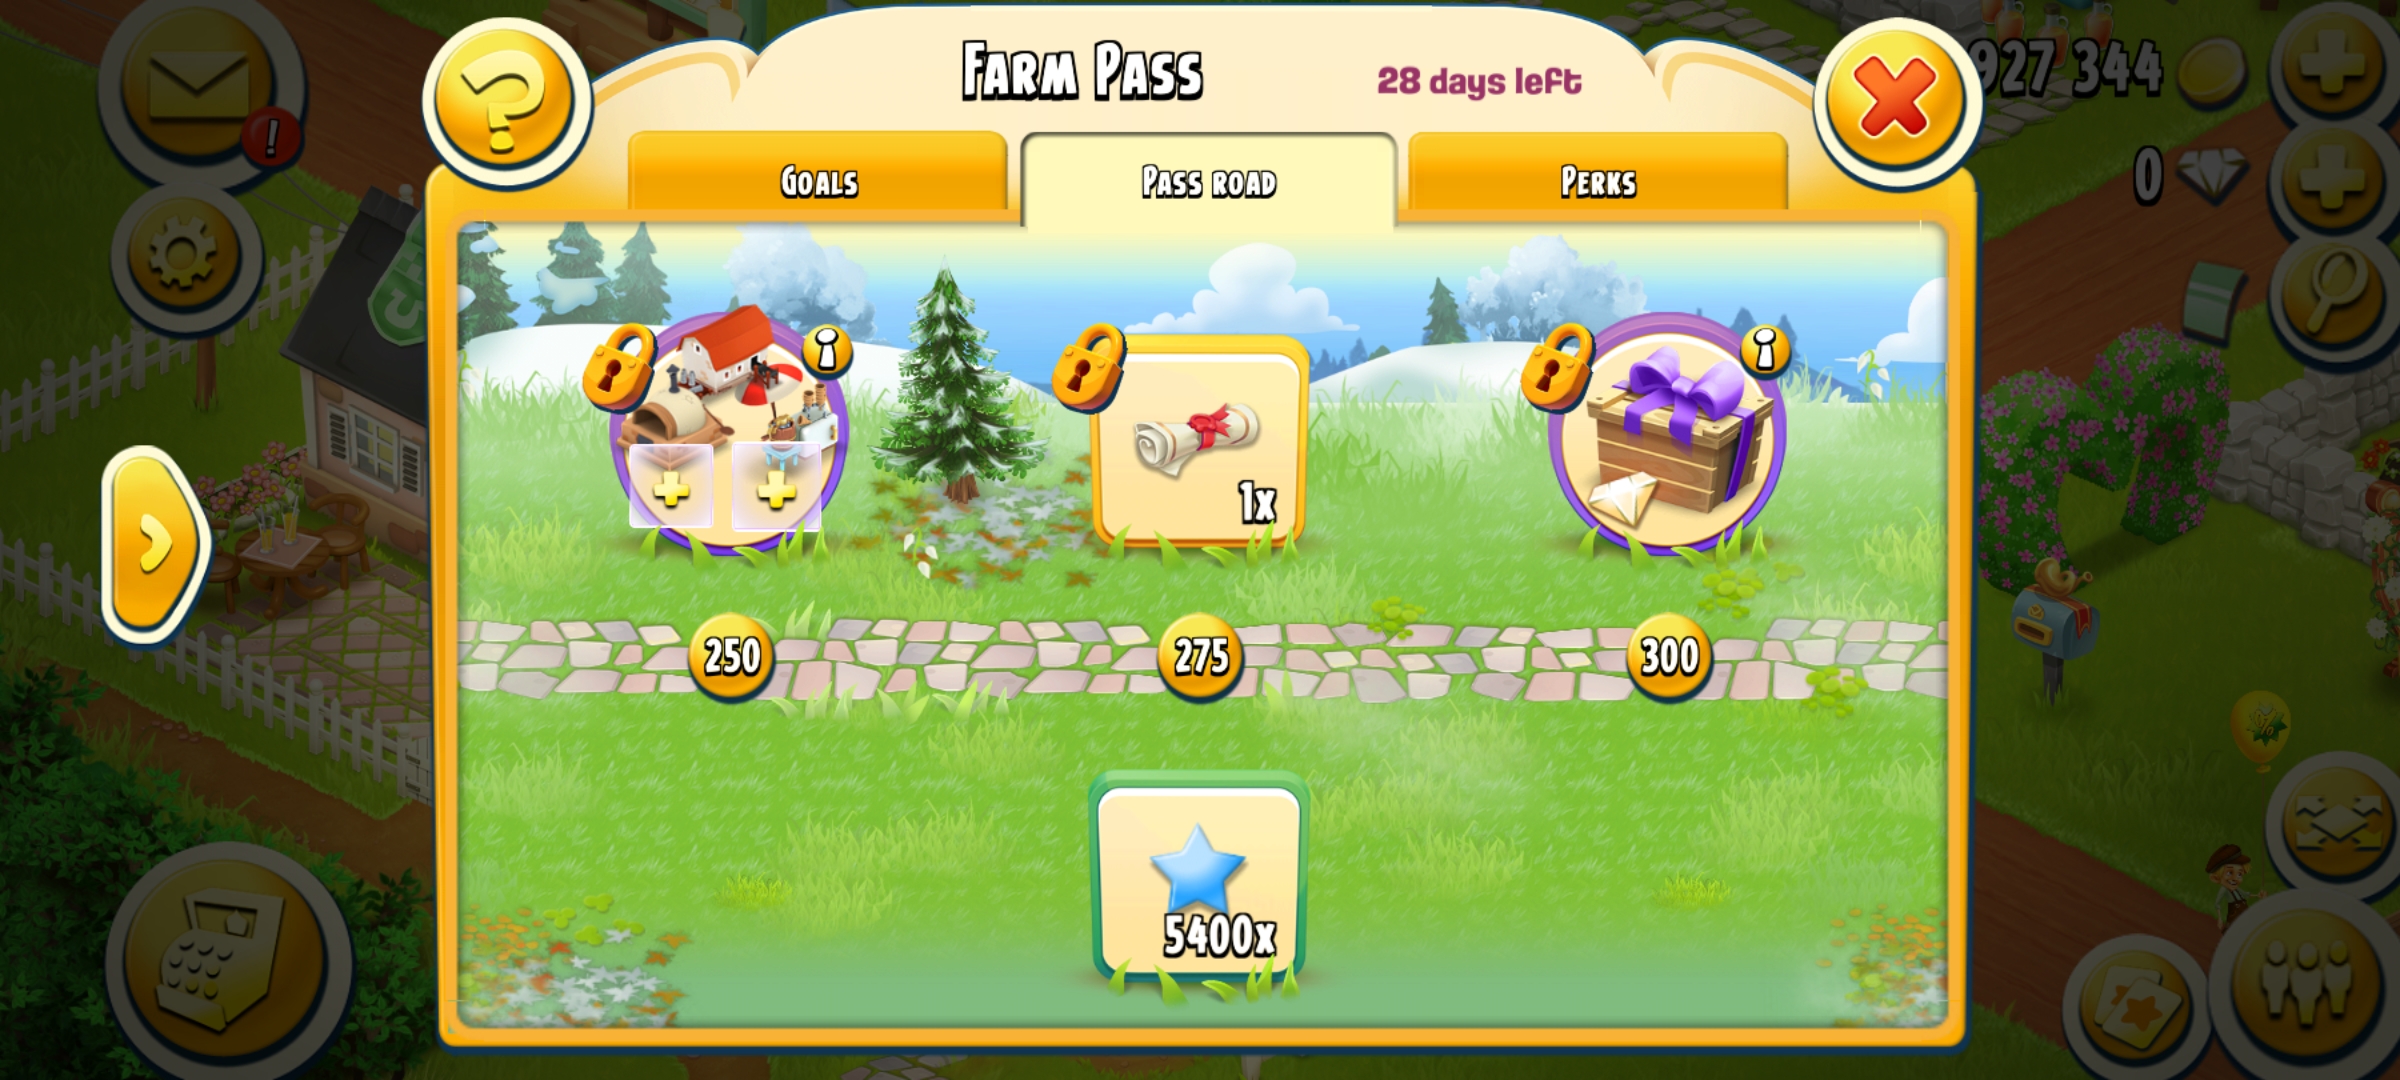 FARM PASS
28 days left
927 344
0
GOALS
PASS ROAD
PERKS
1x
250
275
300
5400x